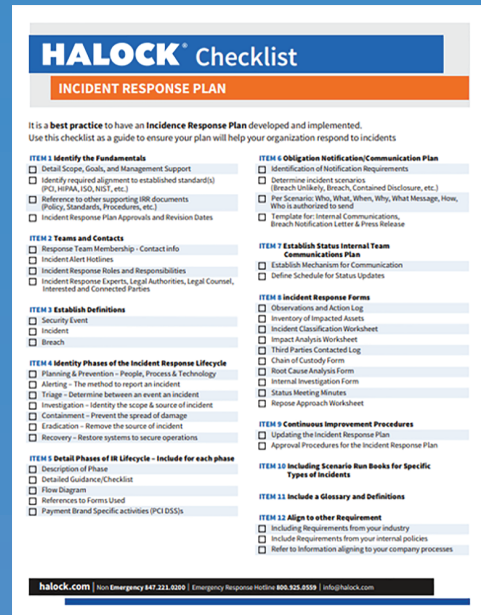 HALOCK® Checklist
INCIDENT RESPONSE PLAN
It is a best practice to have an Incidence Response Plan developed and implemented.
Use this checklist as a guide to ensure your plan will help your organization respond to incidents
ITEM 1 Identify the Fundamentals
Detail Scope, Goals, and Management Support
Identify required alignment to established standard(s)
(PCI, HIPAA, ISO, NIST, etc.)
Reference to other supporting IRR documents
(Policy, Standards, Procedures, etc.)
Incident Response Plan Approvals and Revision Dates
ITEM 2 Teams and Contacts
Response Team Membership - Contact info
Incident Alert Hotlines
Incident Response Roles and Responsibilities
Incident Response Experts, Legal Authorities, Legal Counsel,
Interested and Connected Parties
ITEM 3 Establish Definitions
Security Event
Incident
Breach
ITEM 4 Identity Phases of the Incident Response Lifecycle
Planning & Prevention – People, Process & Technology
Alerting – The method to report an incident
Triage – Determine between an event an incident
Investigation – Identify the scope & source of incident
Containment – Prevent the spread of damage
Eradication – Remove the source of incident
Recovery – Restore systems to secure operations
ITEM 5 Detail Phases of IR Lifecycle – Include for each phase
Description of Phase
Detailed Guidance/Checklist
Flow Diagram
References to Forms Used
Payment Brand Specific activities (PCI DSS)s
ITEM 6 Obligation Notification/Communication Plan
Identification of Notification Requirements
Determine incident scenarios
(Breach Unlikely, Breach, Contained Disclosure, etc.)
Per Scenario: Who, What, When, Why, What Message, How,
Who is authorized to send
Template for: Internal Communications,
Breach Notification Letter & Press Release
ITEM 7 Establish Status Internal Team
Communications Plan
Establish Mechanism for Communication
Define Schedule for Status Updates
ITEM 8 incident Response Forms
Observations and Action Log
Inventory of Impacted Assets
Incident Classification Worksheet
Impact Analysis Worksheet
Third Parties Contacted Log
Chain of Custody Form
Root Cause Analysis Form
Internal Investigation Form
Status Meeting Minutes
Repose Approach Worksheet
ITEM 9 Continuous Improvement Procedures
Updating the Incident Response Plan
Approval Procedures for the Incident Response Plan
ITEM 10 Including Scenario Run Books for Specific
Types of Incidents
ITEM 11 Include a Glossary and Definitions
ITEM 12 Align to other Requirement
Including Requirements from your industry
Include Requirements from your internal policies
Refer to Information aligning to your company processes
halock.com | Non Emergency 847.221.0200 | Emergency Response Hotline 800.925.0559 | info@halock.com